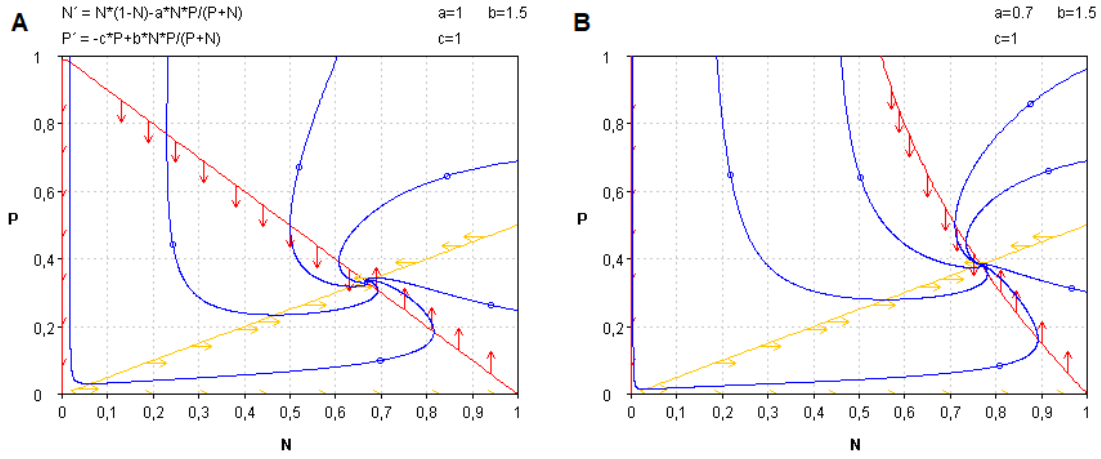 A
N´ = N*(1-N)-a*N*P/(P+N)
a=1 b=1.5
P´ = -c*P+b*N*P/(P+N)
c=1
1
0,8
0,6
P
0,4
0,2
0
0 0,1 0,2 0,3 0,4 0,5 0,6 0,7 0,8 0,9 1
N
B
a=0.7 b=1.5
c=1
1
0,8
0,6
P
0,4
0,2
0
0 0,1 0,2 0,3 0,4 0,5 0,6 0,7 0,8 0,9 1
N